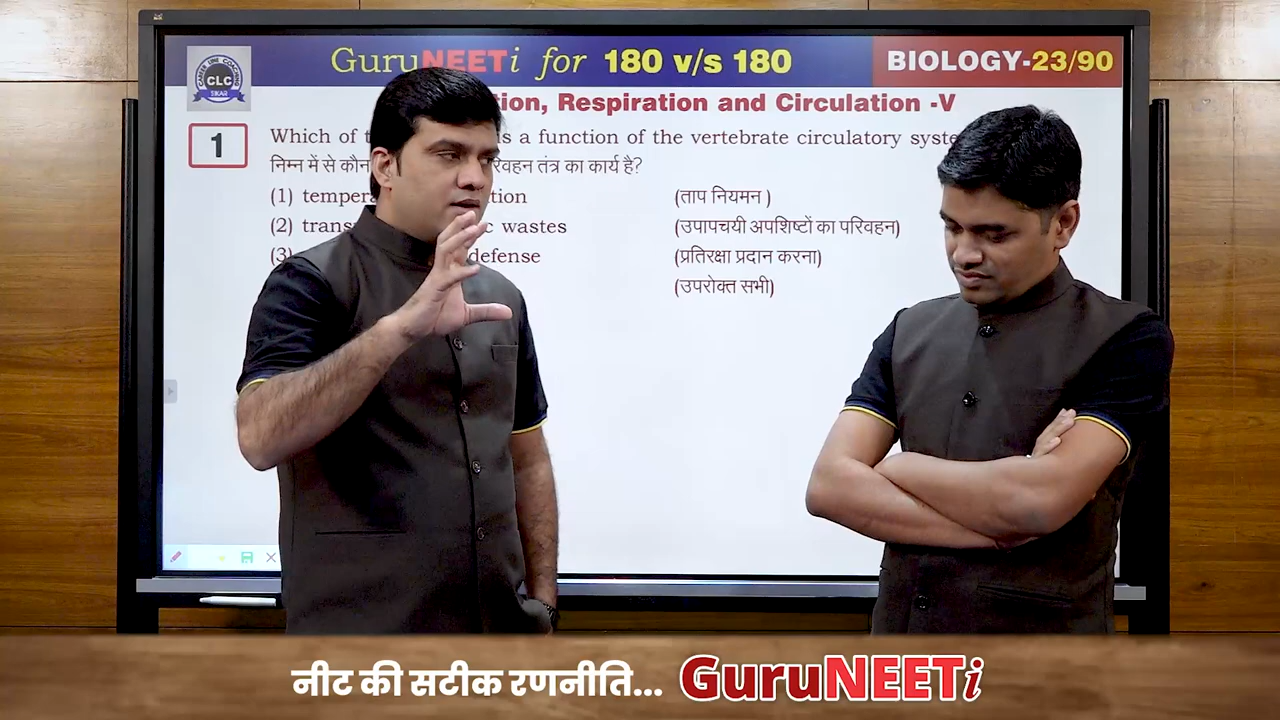 CLC
SIKAR
GuruNEETi for 180 v/s 180
BIOLOGY-23/90
tion, Respiration and Circulation -V
1
Which of t is a function of the vertebrate circulatory syste
निम्न में से कौन रिवहन तंत्र का कार्य है?
(1) tempera tion (ताप नियमन )
(2) trans c wastes (उपापचयी अपशिष्टों का परिवहन)
(3) defense (प्रतिरक्षा प्रदान करना)
(उपरोक्त सभी)
नीट की सटीक रणनीति... GuruNEETi